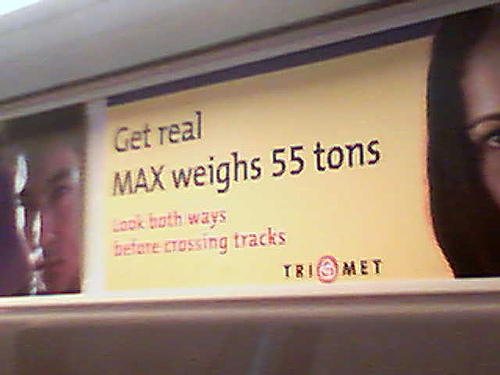 Get real
MAX weighs 55 tons
Look both ways
before crossing tracks
TRI MET